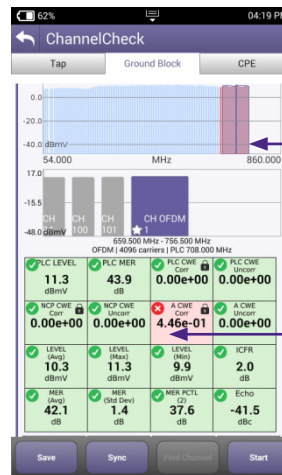 62%
04:19 PM
ChannelCheck
Tap
Ground Block
CPE
0.0
-20.0
-40.0 dBmV
54.000
MHz
860.000
17.0
-15.5
-48.0 dBmV
CH
100
CH
101
CH OFDM
1
659.500 MHz - 756.500 MHz
OFDM | 4096 carriers | PLC 708.000 MHz
PLC LEVEL
11.3
dBmV
PLC MER
43.9
dB
PLC CWE
Corr
0.00e+00
PLC CWE
Uncorr
0.00e+00
NCP CWE
Corr
0.00e+00
NCP CWE
Uncorr
0.00e+00
A CWE
Corr
4.46e-01
A CWE
Uncorr
0.00e+00
LEVEL
(Avg)
10.3
dBmV
LEVEL
(Max)
11.3
dBmV
LEVEL
(Min)
9.9
dBmV
ICFR
2.0
dB
MER
(Avg)
42.1
dB
MER
(Std Dev)
1.4
dB
MER PCTL
(2)
37.6
dB
Echo
-41.5
dBc
Save
Sync
Find Channel
Start